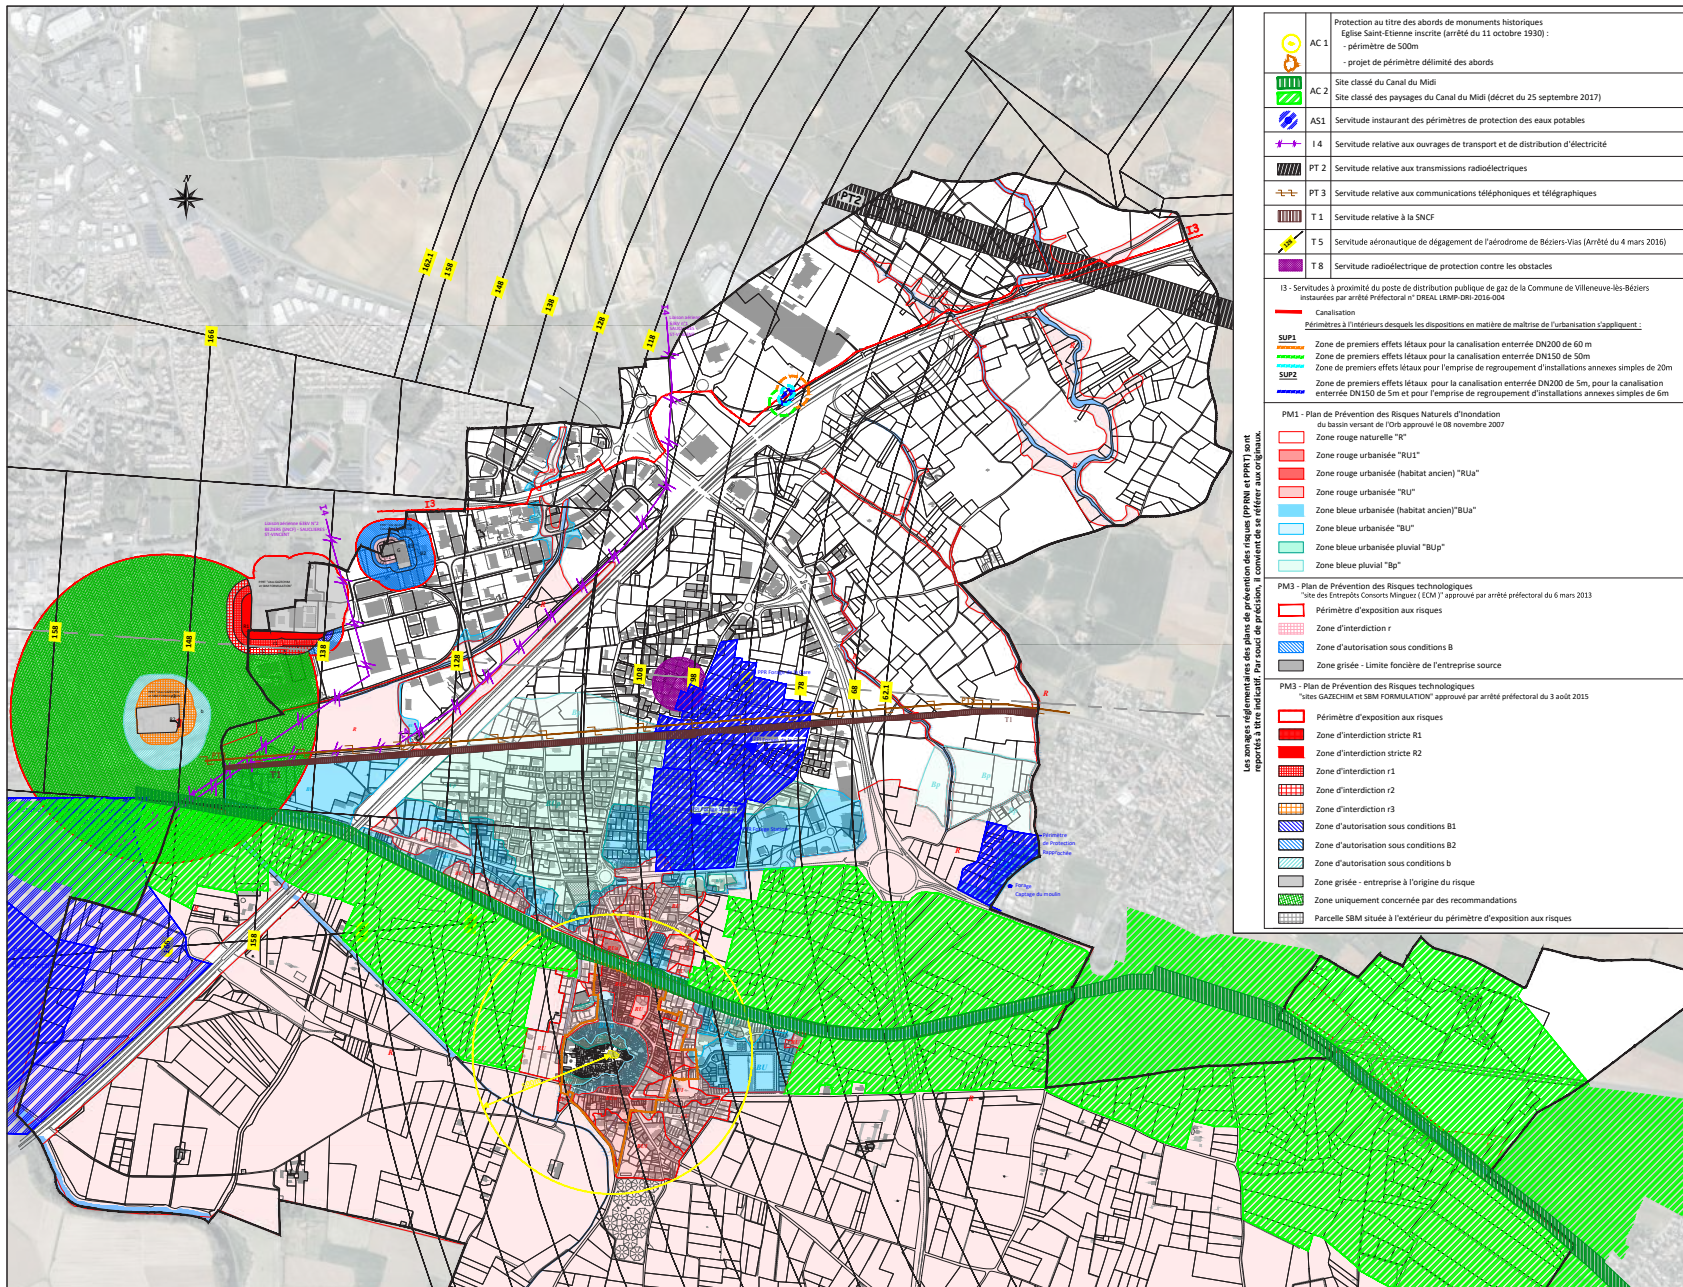 Protection au titre des abords de monuments historiques
AC 1
Eglise Saint-Etienne inscrite (arrêté du 11 octobre 1930) :
- périmètre de 500m
- projet de périmètre délimité des abords
AC 2
Site classé du Canal du Midi
Site classé des paysages du Canal du Midi (décret du 25 septembre 2017)
AS1 Servitude instaurant des périmètres de protection des eaux potables
I 4 Servitude relative aux ouvrages de transport et de distribution d'électricité
PT 2 Servitude relative aux transmissions radioélectriques
PT 3 Servitude relative aux communications téléphoniques et télégraphiques
T 1 Servitude relative à la SNCF
T 5 Servitude aéronautique de dégagement de l'aérodrome de Béziers-Vias (Arrêté du 4 mars 2016)
T 8 Servitude radioélectrique de protection contre les obstacles
I3 - Servitudes à proximité du poste de distribution publique de gaz de la Commune de Villeneuve-lès-Béziers
instaurées par arrêté Préfectoral n° DREAL LRMP-DRI-2016-004
Canalisation
Périmètres à l'intérieurs desquels les dispositions en matière de maîtrise de l'urbanisation s'appliquent :
SUP1
Zone de premiers effets létaux pour la canalisation enterrée DN200 de 60 m
Zone de premiers effets létaux pour la canalisation enterrée DN150 de 50m
Zone de premiers effets létaux pour l'emprise de regroupement d'installations annexes simples de 20m
SUP2
Zone de premiers effets létaux pour la canalisation enterrée DN200 de 5m, pour la canalisation
enterrée DN150 de 5m et pour l'emprise de regroupement d'installations annexes simples de 6m
PM1 - Plan de Prévention des Risques Naturels d'Inondation
du bassin versant de l'Orb approuvé le 08 novembre 2007
Zone rouge naturelle "R"
Zone rouge urbanisée "RU1"
Zone rouge urbanisée (habitat ancien) "RUa"
Zone rouge urbanisée "RU"
Zone bleue urbanisée (habitat ancien)"BUa"
Zone bleue urbanisée "BU"
Zone bleue urbanisée pluvial "BUp"
Zone bleue pluvial "Bp"
PM3 - Plan de Prévention des Risques technologiques
"site des Entrepôts Consorts Minguez ( ECM )" approuvé par arrêté préfectoral du 6 mars 2013
Périmètre d'exposition aux risques
Zone d'interdiction r
Zone d'autorisation sous conditions B
Zone grisée - Limite foncière de l'entreprise source
PM3 - Plan de Prévention des Risques technologiques
"sites GAZECHIM et SBM FORMULATION" approuvé par arrêté préfectoral du 3 août 2015
Périmètre d'exposition aux risques
Zone d'interdiction stricte R1
Zone d'interdiction stricte R2
Zone d'interdiction r1
Zone d'interdiction r2
Zone d'interdiction r3
Zone d'autorisation sous conditions B1
Zone d'autorisation sous conditions B2
Zone d'autorisation sous conditions b
Zone grisée - entreprise à l'origine du risque
Zone uniquement concernée par des recommandations
Parcelle SBM située à l'extérieur du périmètre d'exposition aux risques
Les zonages réglementaires des plans de prévention des risques (PPRNI et PPRT) sont
reportés à titre indicatif. Par souci de précision, il convient de se référer aux originaux.
N
PT2
I3
162.1
158
148
138
128
118
166
I4
I4
I3
158
148
138
128
108
98
78
68
62.1
R
T1
T1
R
Bp
Bp
R
Périmètre
de Protection
Rapprochée
Forage
Captage du moulin
158
R
BU
BU
R
R